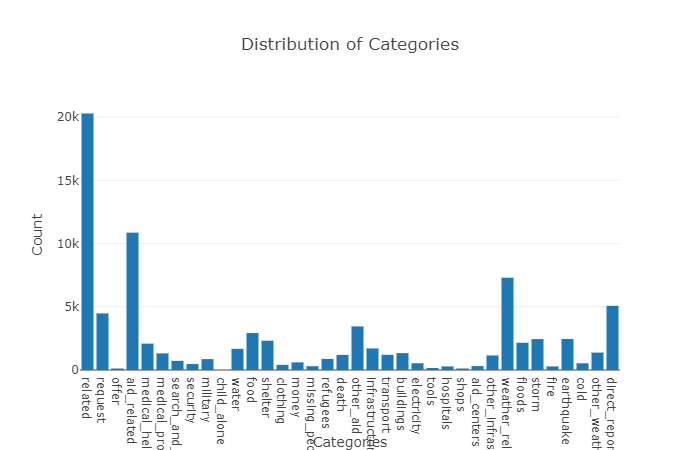 Distribution of Categories
Count
20k
15k
10k
5k
0
related
request
offer
aid_related
medical_hel
medical_pro
search_and_
security
military
child_alone
water
food
shelter
clothing
money
missing_peo
refugees
death
other_aid
infrastructur
transport
buildings
electricity
tools
hospitals
shops
aid_centers
other_infras
weather_rel
floods
storm
fire
earthquake
cold
other_weath
direct_repor
Categories